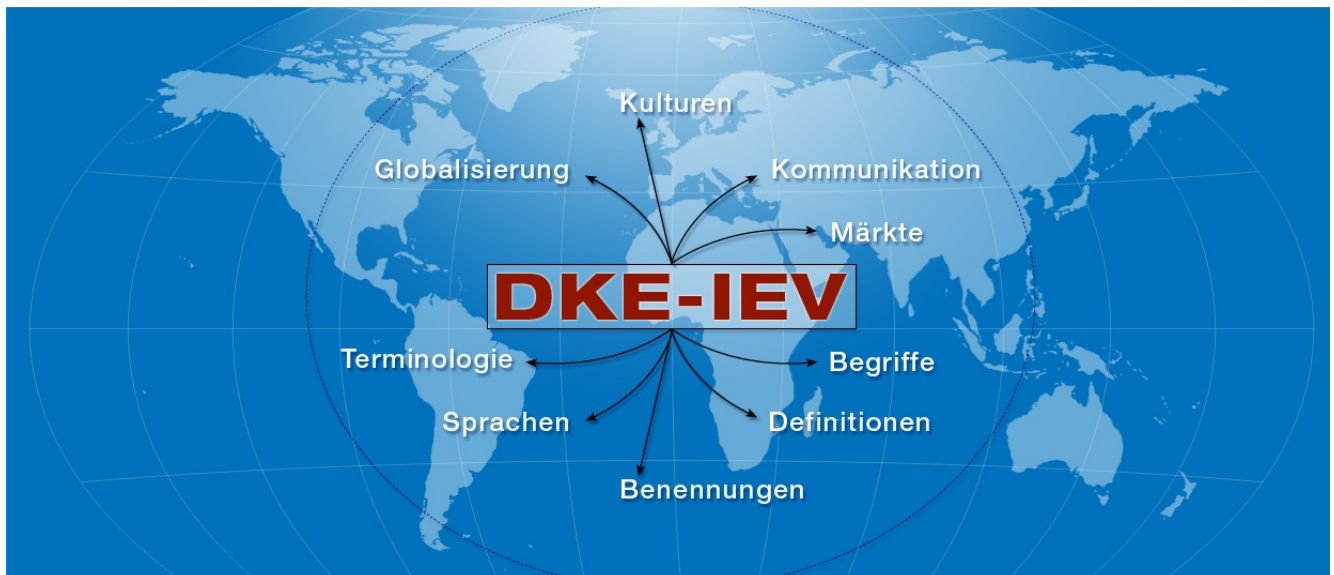 Kulturen
Globalisierung
Kommunikation
Märkte
DKE-IEV
Terminologie
Begriffe
Sprachen
Definitionen
Benennungen